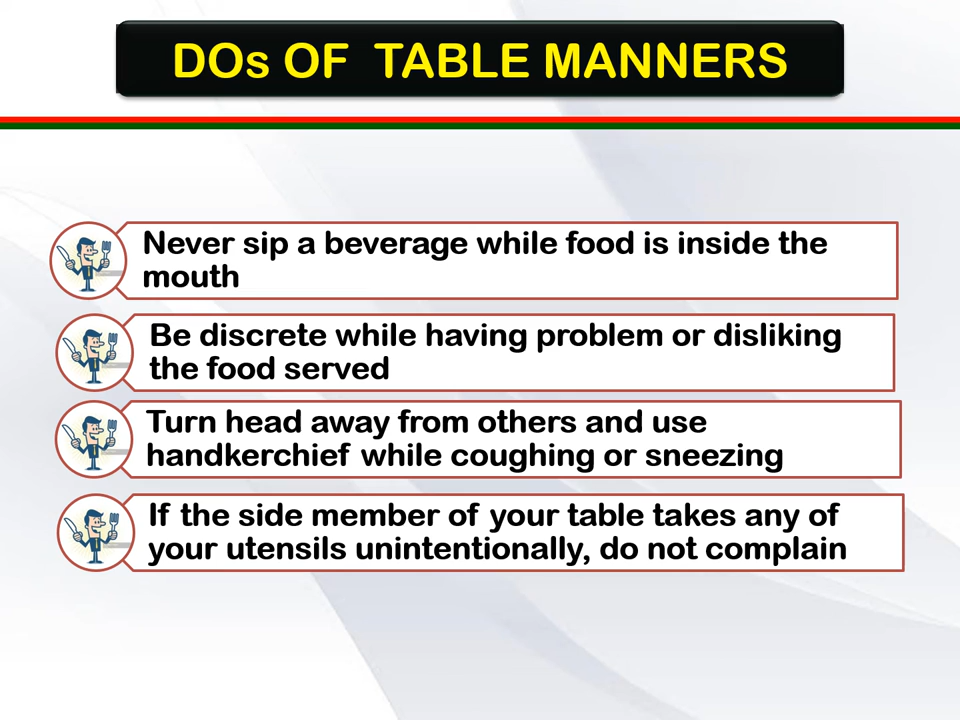 DOs OF TABLE MANNERS
Never sip a beverage while food is inside the
mouth
Be discrete while having problem or disliking
the food served
Turn head away from others and use
handkerchief while coughing or sneezing
If the side member of your table takes any of
your utensils unintentionally, do not complain